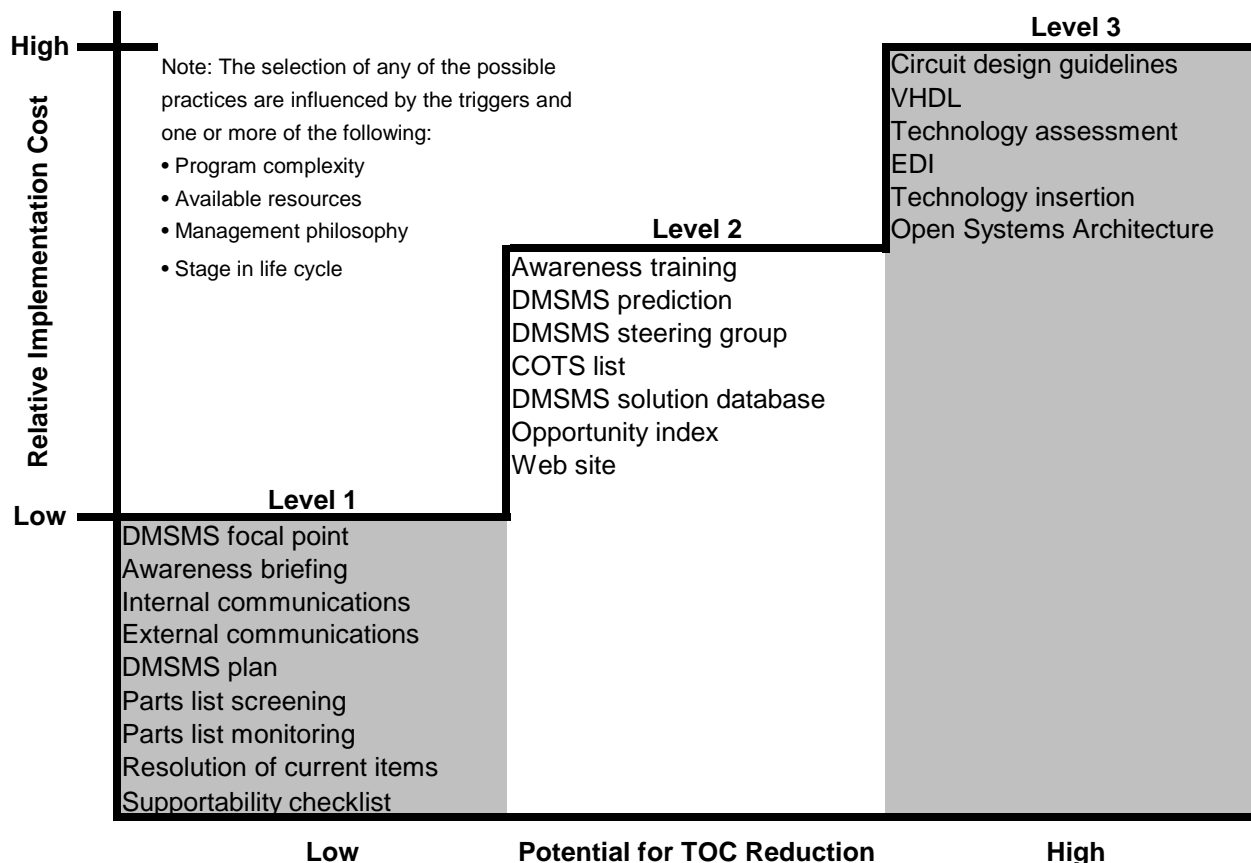 High
Relative Implementation Cost
Low
Note: The selection of any of the possible
practices are influenced by the triggers and
one or more of the following:
• Program complexity
• Available resources
• Management philosophy
• Stage in life cycle
Level 1
DMSMS focal point
Awareness briefing
Internal communications
External communications
DMSMS plan
Parts list screening
Parts list monitoring
Resolution of current items
Supportability checklist
Level 2
Awareness training
DMSMS prediction
DMSMS steering group
COTS list
DMSMS solution database
Opportunity index
Web site
Level 3
Circuit design guidelines
VHDL
Technology assessment
EDI
Technology insertion
Open Systems Architecture
Low
Potential for TOC Reduction
High